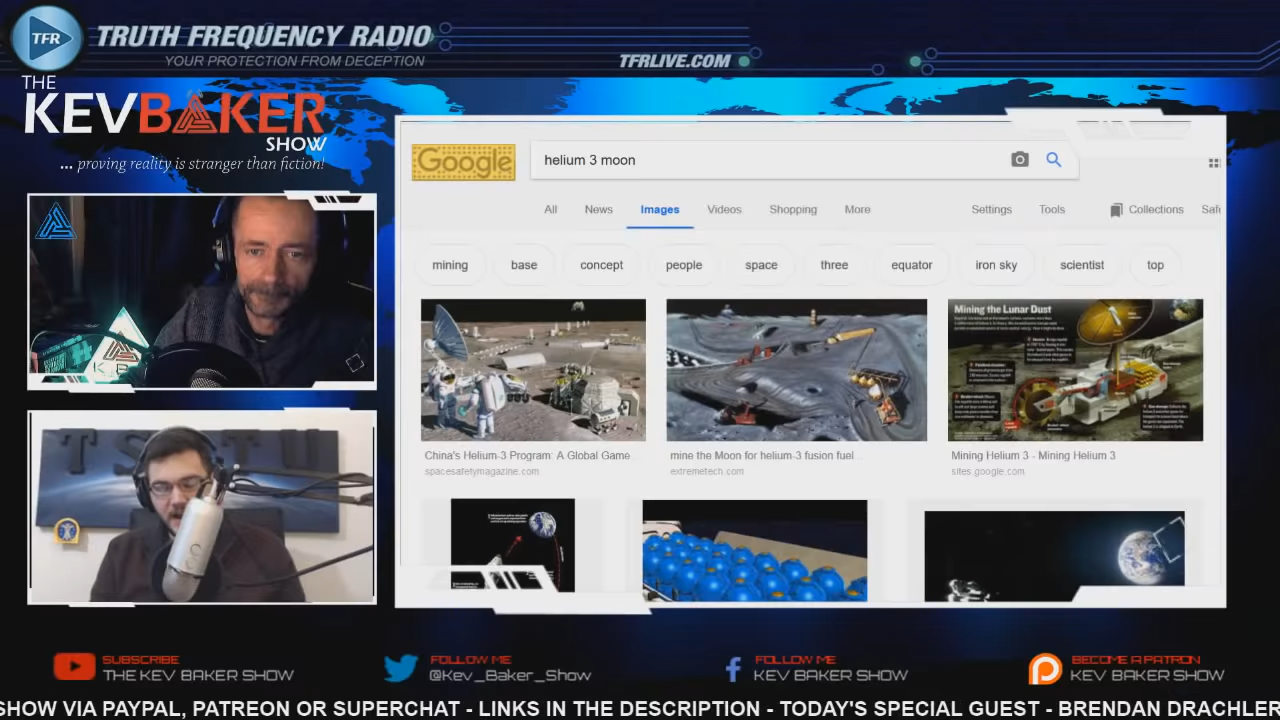 TFR
TRUTH FREQUENCY RADIO
YOUR PROTECTION FROM DECEPTION
TFRLIVE.COM
THE
KEVBAKER
SHOW
... proving reality is stranger than fiction!
Google
helium 3 moon
All News Images Videos Shopping More Settings Tools Collections Safe
mining base concept people space three equator iron sky scientist top
Mining the Lunar Dust
China's Helium-3 Program: A Global Game
mine the Moon for helium-3 fusion fuel...
Mining Helium 3 - Mining Helium 3
spacesafetymagazine.com
extremetech.com
sites.google.com
SUBSCRIBE
THE KEV BAKER SHOW
FOLLOW ME
@Kev_Baker_Show
FOLLOW ME
KEV BAKER SHOW
BECOME A PATRON
KEV BAKER SHOW
SHOW VIA PAYPAL, PATREON OR SUPERCHAT - LINKS IN THE DESCRIPTION - TODAY'S SPECIAL GUEST - BRENDAN DRACHLER